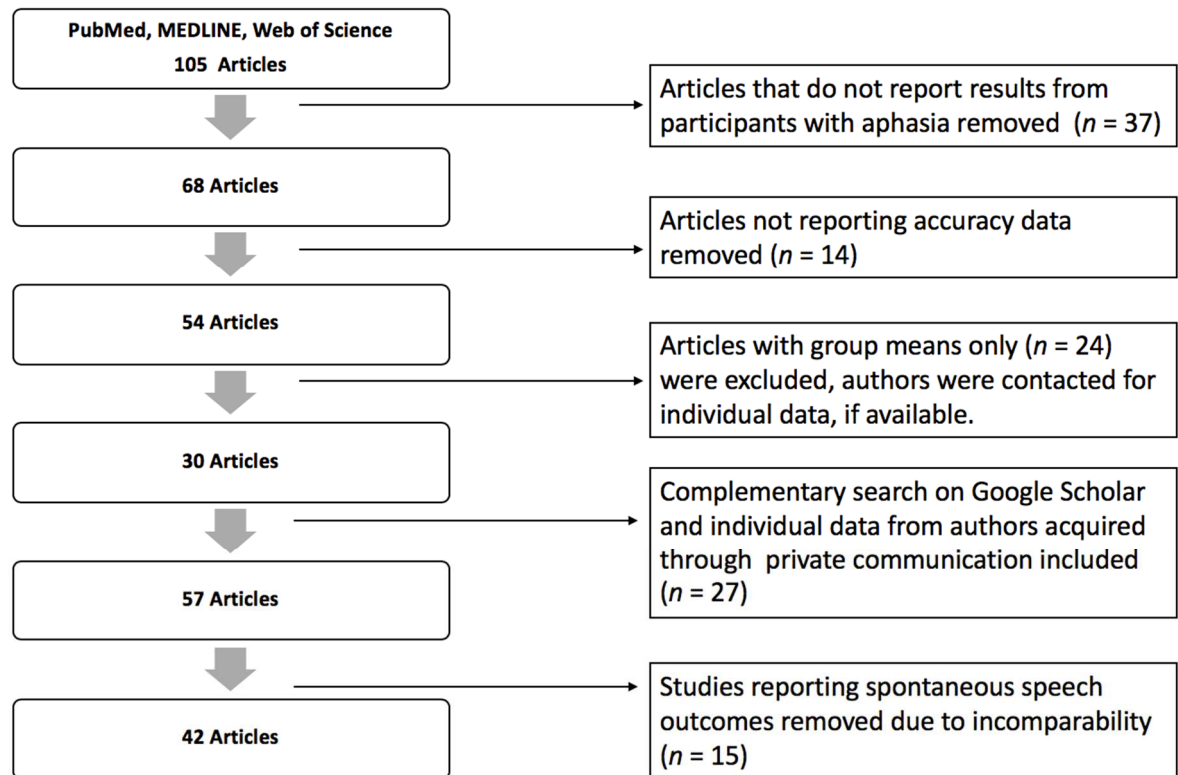 PubMed, MEDLINE, Web of Science
105 Articles
Articles that do not report results from
participants with aphasia removed (n = 37)
68 Articles
Articles not reporting accuracy data
removed (n = 14)
54 Articles
Articles with group means only (n = 24)
were excluded, authors were contacted for
individual data, if available.
30 Articles
Complementary search on Google Scholar
and individual data from authors acquired
through private communication included
(n = 27)
57 Articles
Studies reporting spontaneous speech
outcomes removed due to incomparability
(n = 15)
42 Articles